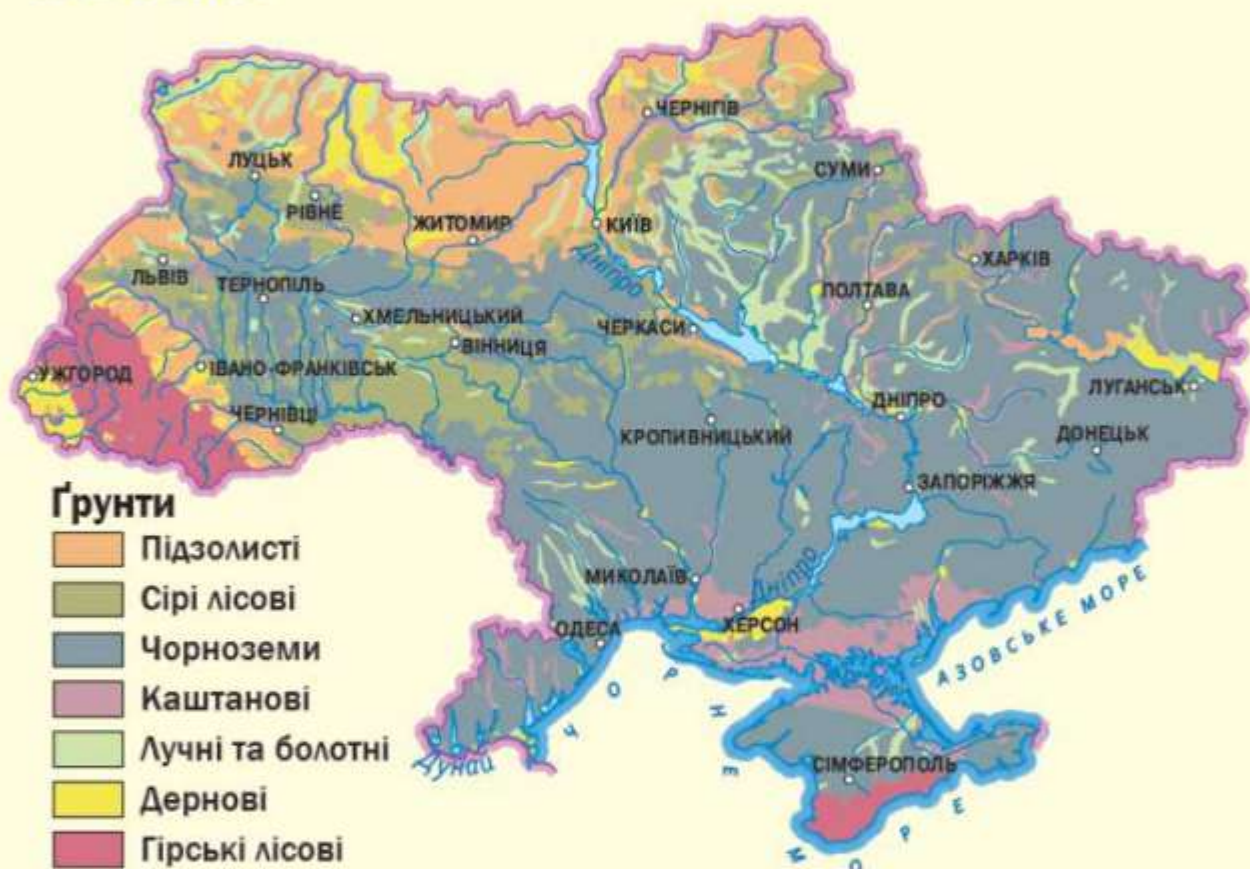 ЧЕРНІГІВ
СУМИ
ЛУЦЬК
РІВНЕ
ЖИТОМИР
КИЇВ
Дніпро
ЛЬВІВ
ТЕРНОПІЛЬ
ХМЕЛЬНИЦЬКИЙ
ВІННИЦЯ
ЧЕРКАСИ
ПОЛТАВА
ХАРКІВ
УЖГОРОД
ІВАНО-ФРАНКІВСЬК
ЧЕРНІВЦІ
КРОПИВНИЦЬКИЙ
ДНІПРО
ЛУГАНСЬК
ДОНЕЦЬК
ЗАПОРІЖЖЯ
МИКОЛАЇВ
Дніпро
ОДЕСА
ХЕРСОН
АЗОВСЬКЕ МОРЕ
ЧОРНЕ МОРЕ
Дунай
СІМФЕРОПОЛЬ
Ґрунти
Підзолисті
Сірі лісові
Чорноземи
Каштанові
Лучні та болотні
Дернові
Гірські лісові